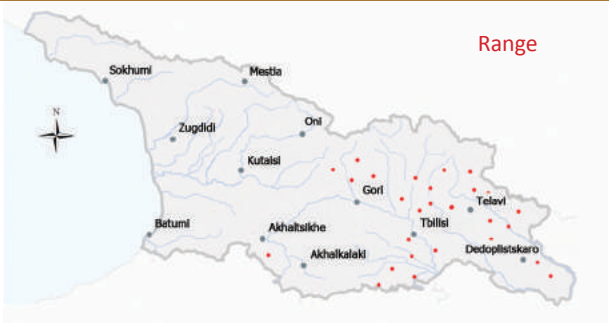 Range
Sokhumi
Mestia
N
Oni
Zugdidi
Kutaisi
Gori
Telavi
Batumi
Akhaltsikhe
Tbilisi
Akhalkalaki
Dedoplistskaro